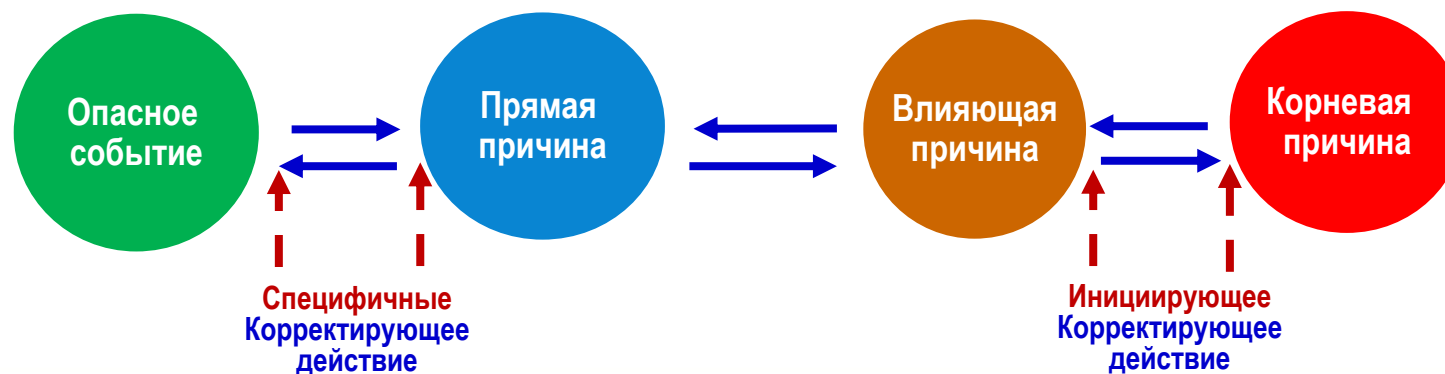 Опасное
событие
Прямая
причина
Влияющая
причина
Корневая
причина
Специфичные
Корректирующее
действие
Инициирующее
Корректирующее
действие